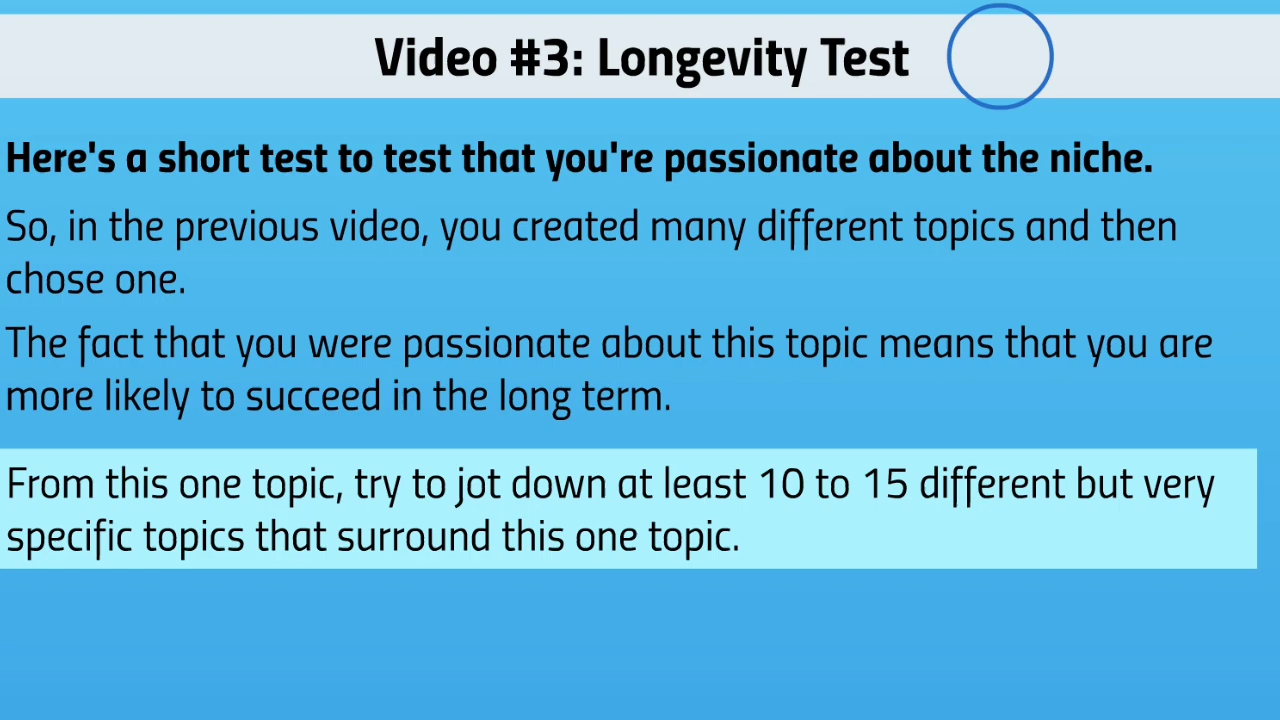 Video #3: Longevity Test
Here's a short test to test that you're passionate about the niche.
So, in the previous video, you created many different topics and then
chose one.
The fact that you were passionate about this topic means that you are
more likely to succeed in the long term.
From this one topic, try to jot down at least 10 to 15 different but very
specific topics that surround this one topic.